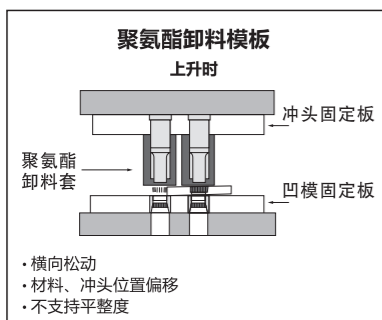 聚氨酯卸料模板
上升时
冲头固定板
聚氨酯
卸料套
凹模固定板
・横向松动
・材料、冲头位置偏移
・不支持平整度